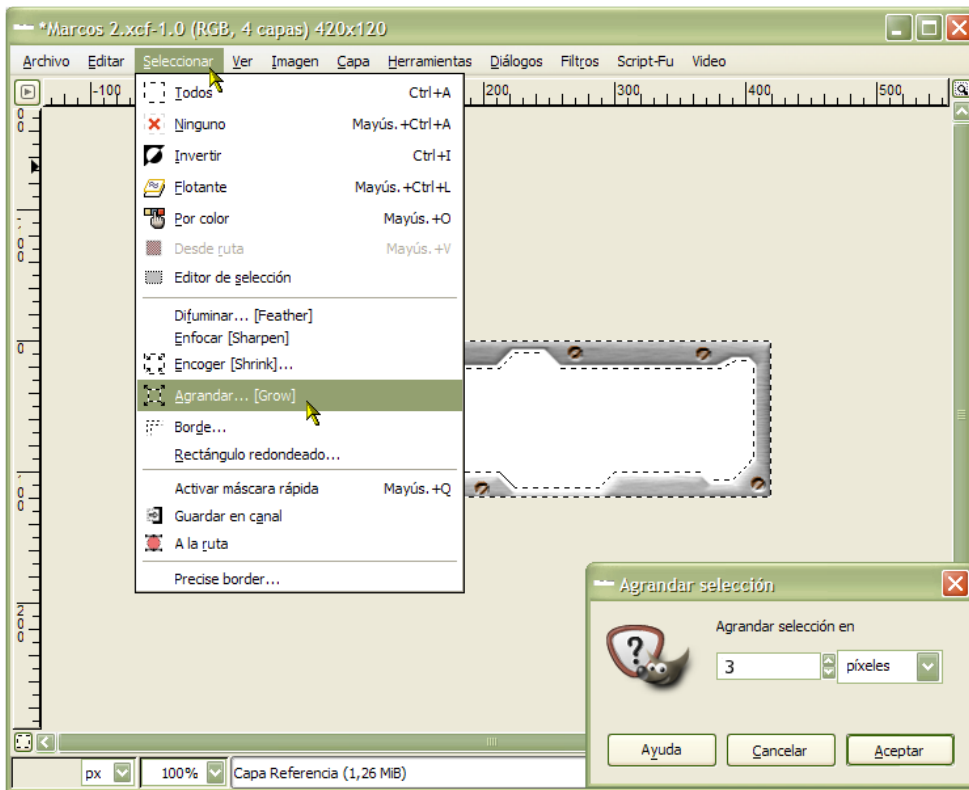 *Marcos 2.xcf-1.0 (RGB, 4 capas) 420x120
Archivo Editar Seleccionar Ver Imagen Capa Herramientas Diálogos Filtros Script-Fu Video
-100 200 300 400 500
Todos Ctrl+A
Ninguno Mayús.+Ctrl+A
Invertir Ctrl+I
Flotante Mayús.+Ctrl+L
Por color Mayús.+O
Desde ruta Mayús.+V
Editor de selección
Difuminar... [Feather]
Enfocar [Sharpen]
Encoger [Shrink]...
Agrandar... [Grow]
Borde...
Rectángulo redondeado...
Activar máscara rápida Mayús.+Q
Guardar en canal
A la ruta
Precise border...
0
100
200
Agrandar selección
Agrandar selección en
3 píxeles
Ayuda Cancelar Aceptar
px 100% Capa Referencia (1,26 MiB)